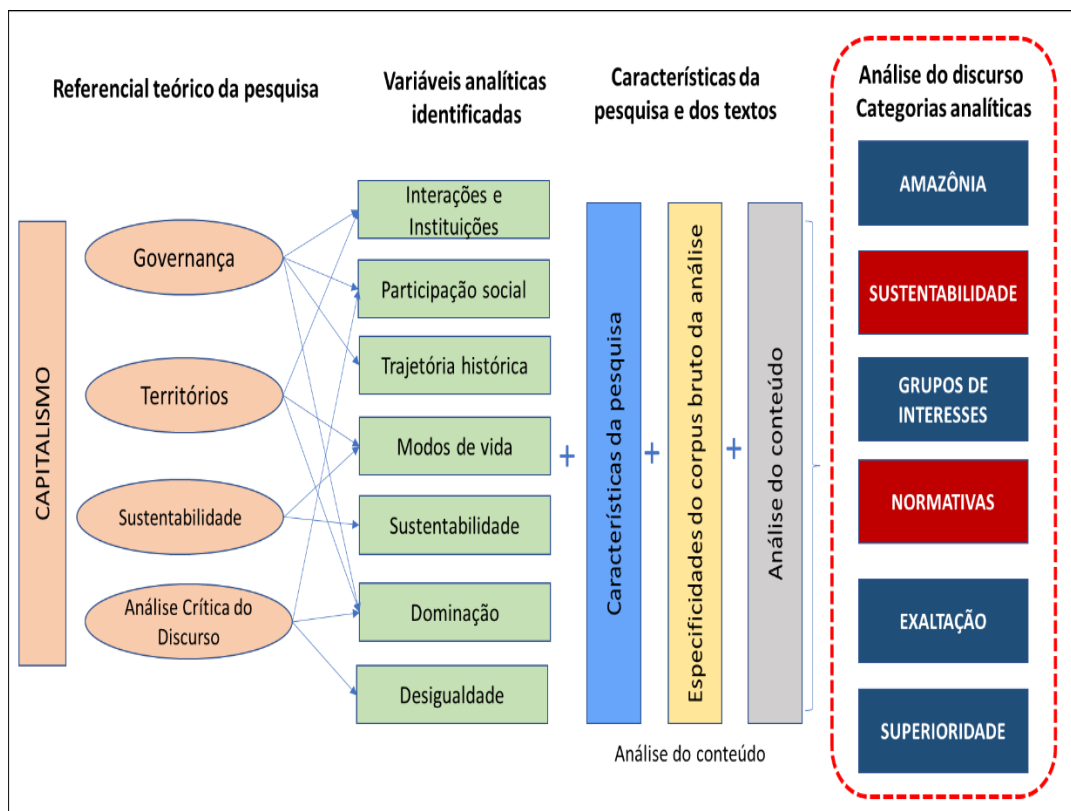 Referencial teórico da pesquisa
Variáveis analíticas
identificadas
Características da
pesquisa e dos textos
Análise do discurso
Categorias analíticas
CAPITALISMO
Governança
Territórios
Sustentabilidade
Análise Crítica do
Discurso
Interações e
Instituições
Participação social
Trajetória histórica
Modos de vida
Sustentabilidade
Dominação
Desigualdade
+
Características da pesquisa
+
Especificidades do corpus bruto da análise
+
Análise do conteúdo
Análise do conteúdo
AMAZÔNIA
SUSTENTABILIDADE
GRUPOS DE
INTERESSES
NORMATIVAS
EXALTAÇÃO
SUPERIORIDADE